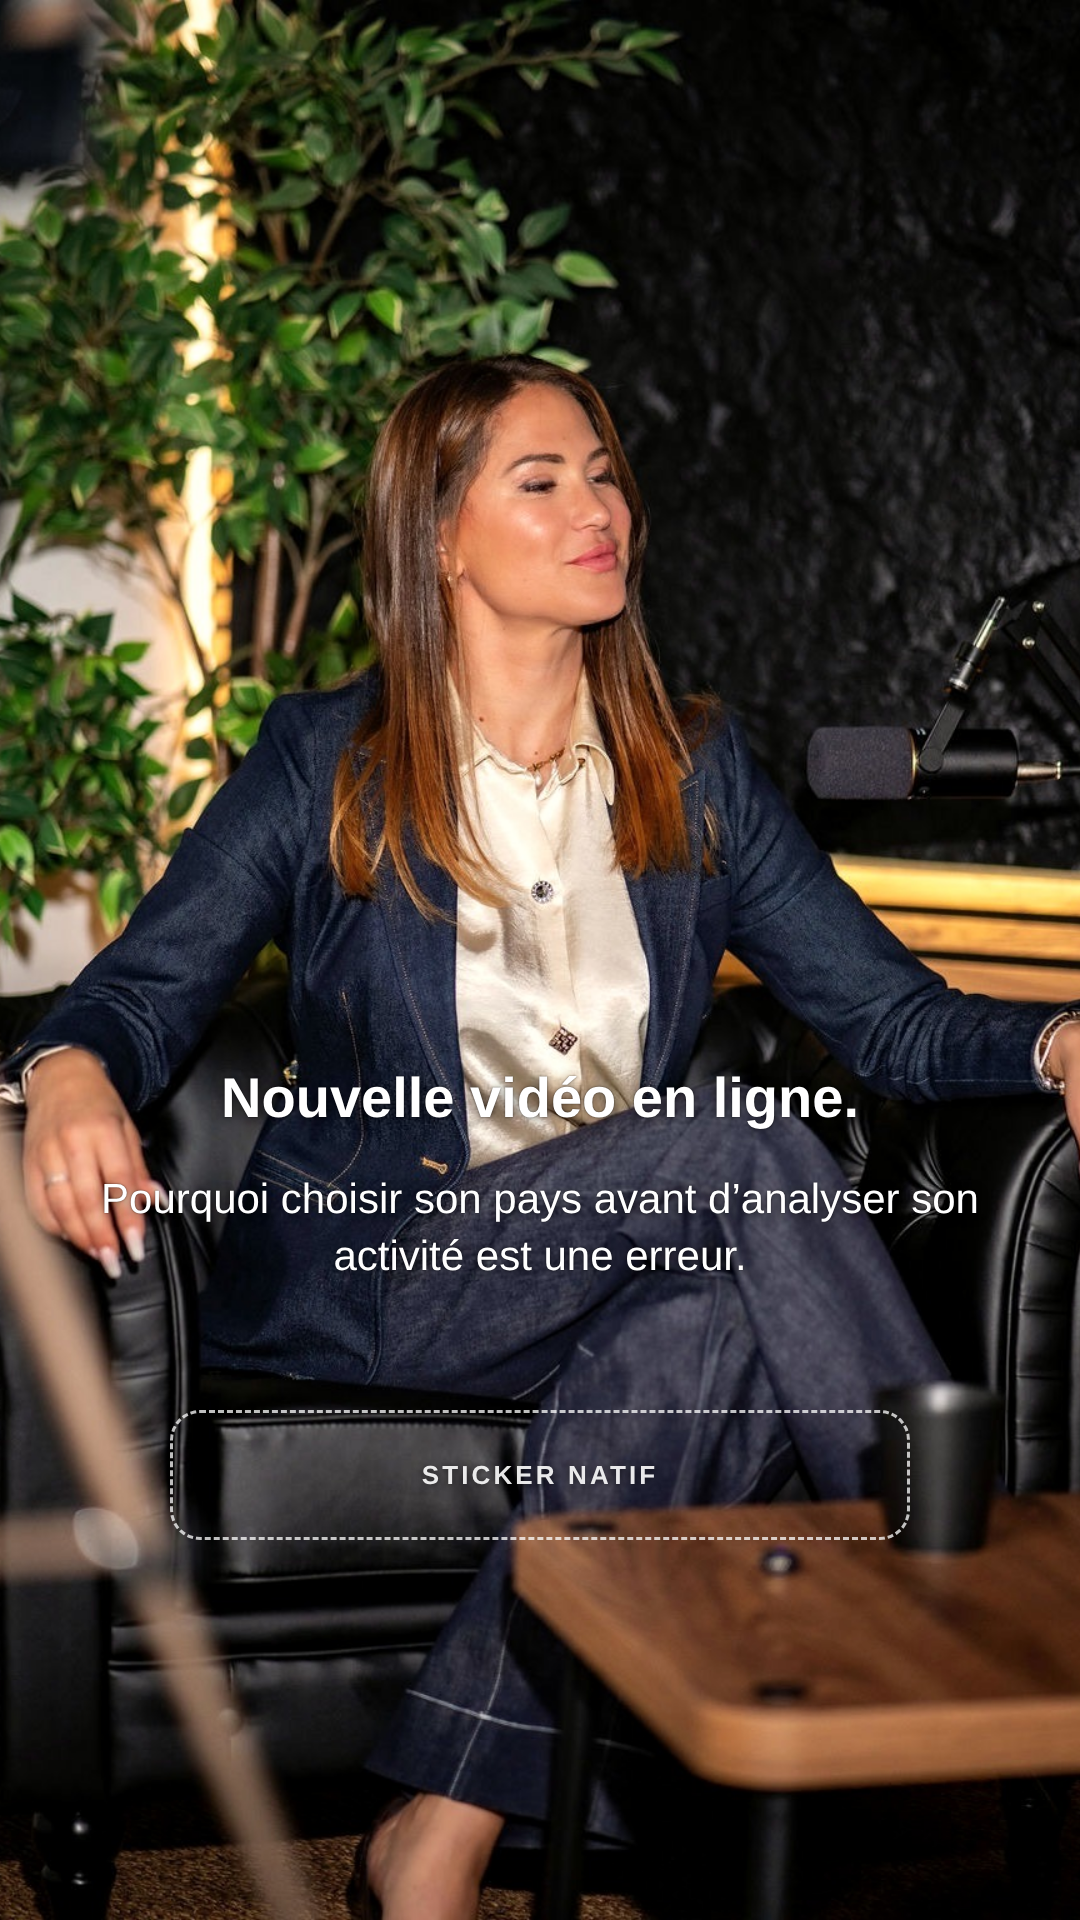 Nouvelle vidéo en ligne.
Pourquoi choisir son pays avant d’analyser son
activité est une erreur.
STICKER NATIF